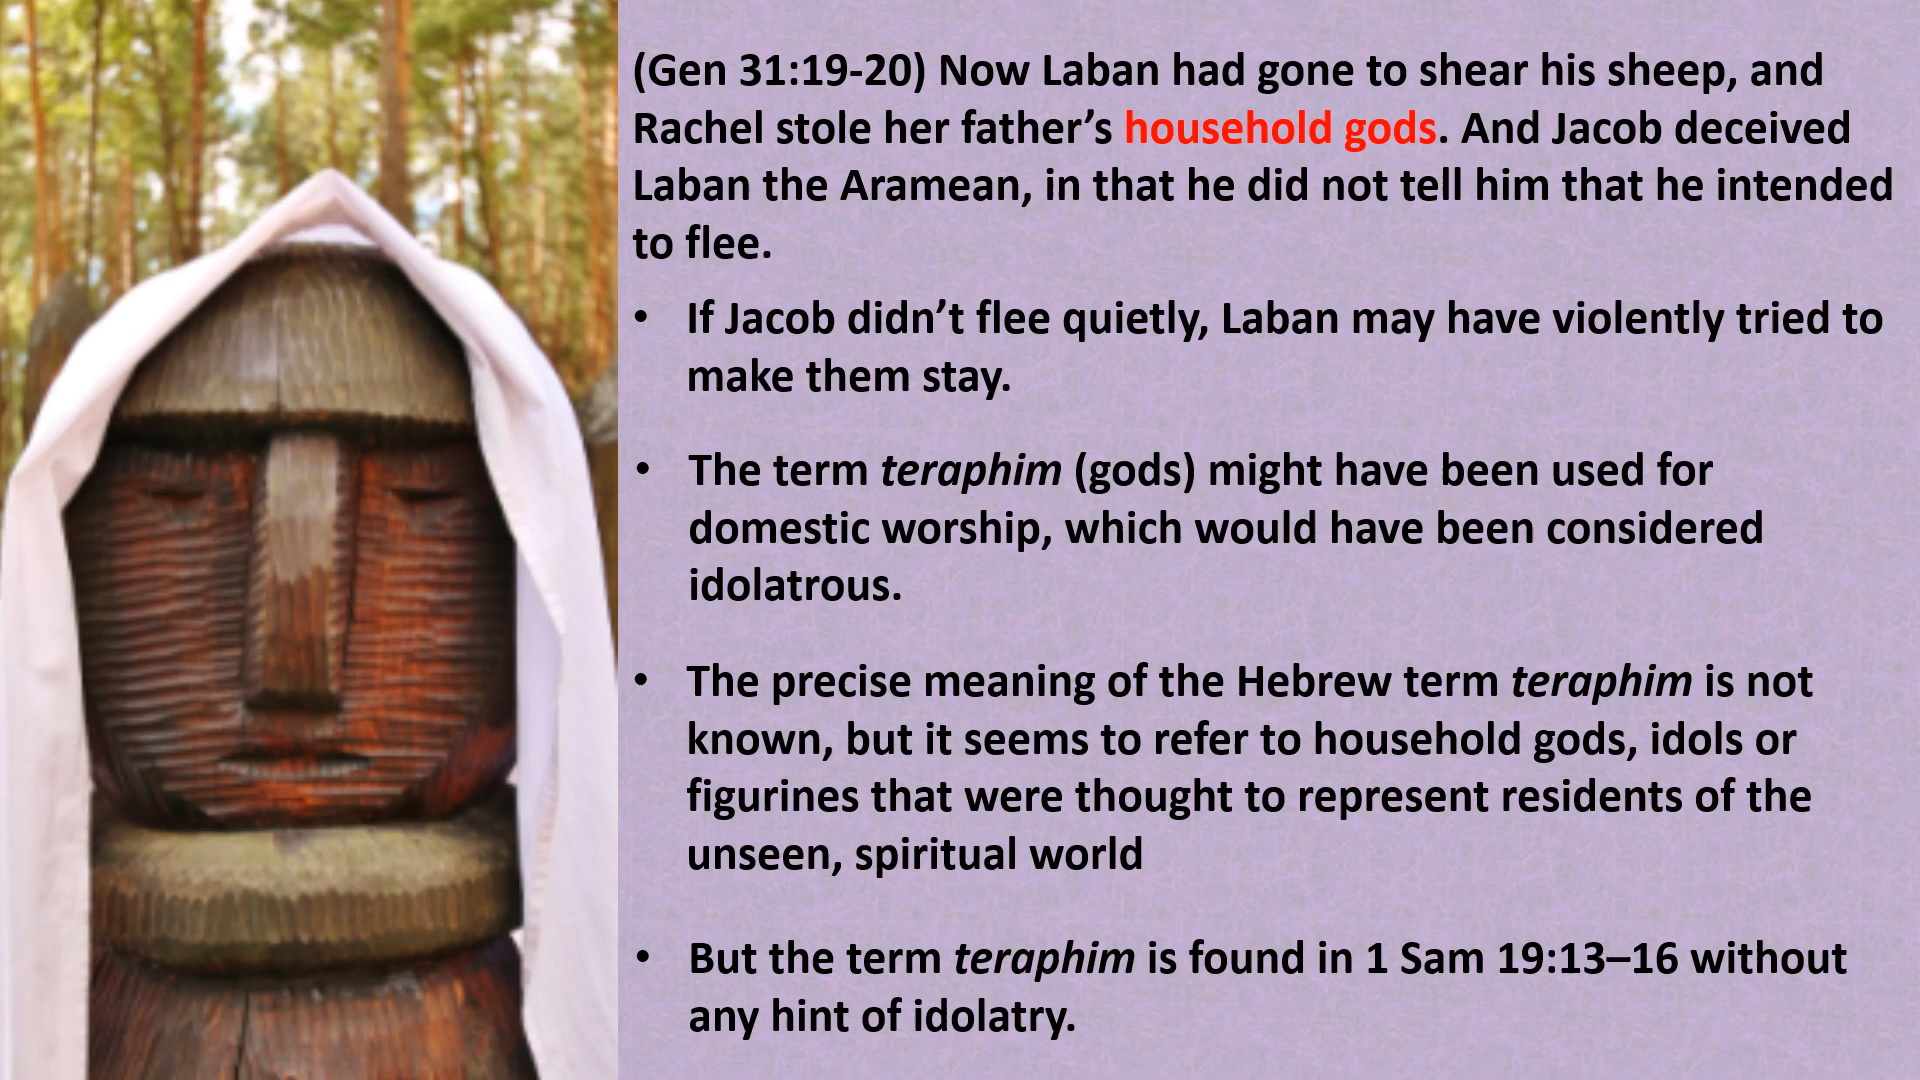 (Gen 31:19-20) Now Laban had gone to shear his sheep, and
Rachel stole her father’s household gods. And Jacob deceived
Laban the Aramean, in that he did not tell him that he intended
to flee.
• If Jacob didn’t flee quietly, Laban may have violently tried to
make them stay.
• The term teraphim (gods) might have been used for
domestic worship, which would have been considered
idolatrous.
• The precise meaning of the Hebrew term teraphim is not
known, but it seems to refer to household gods, idols or
figurines that were thought to represent residents of the
unseen, spiritual world
• But the term teraphim is found in 1 Sam 19:13–16 without
any hint of idolatry.